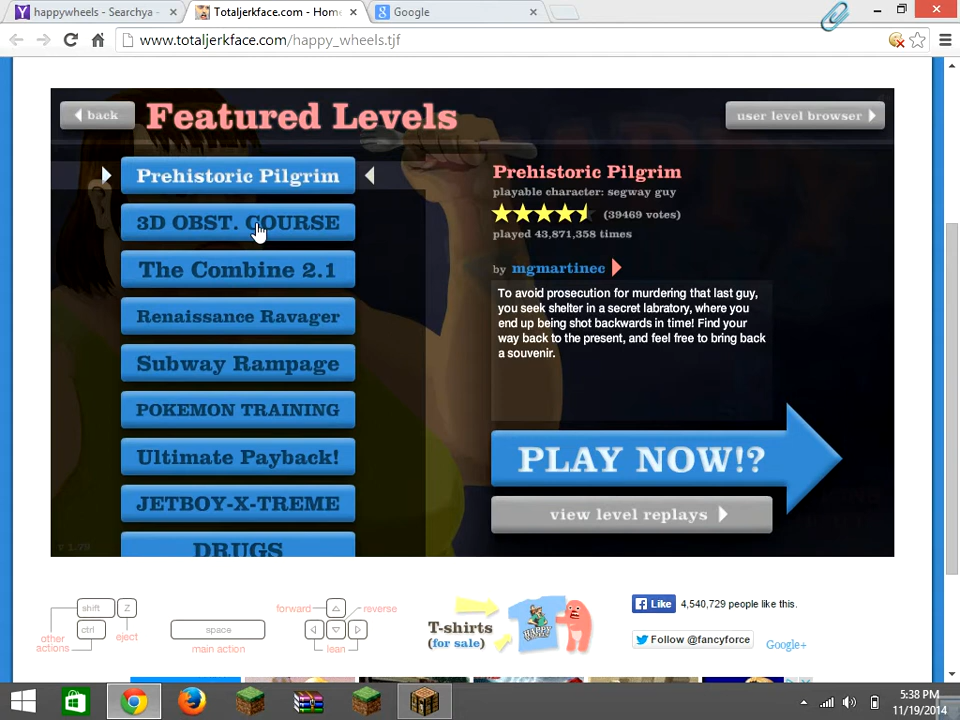 happywheels - Searchya -
Totaljerkface.com - Hom
Google
www.totaljerkface.com/happy_wheels.tjf
back
Featured Levels
user level browser
Prehistoric Pilgrim
3D OBST. COURSE
The Combine 2.1
Renaissance Ravager
Subway Rampage
POKEMON TRAINING
Ultimate Payback!
JETBOY-X-TREME
DRUGS
r 1.79
Prehistoric Pilgrim
playable character: segway guy
(39469 votes)
played 43,871,358 times
by mgmartinec
To avoid prosecution for murdering that last guy,
you seek shelter in a secret labratory, where you
end up being shot backwards in time! Find your
way back to the present, and feel free to bring back
a souvenir.
PLAY NOW!?
view level replays
shift
Z
ctrl
other
actions
eject
space
main action
forward
reverse
lean
T-shirts
(for sale)
HAPPY
Like
4,540,729 people like this.
Follow @fancyforce
Google+
5:38 PM
11/19/2014